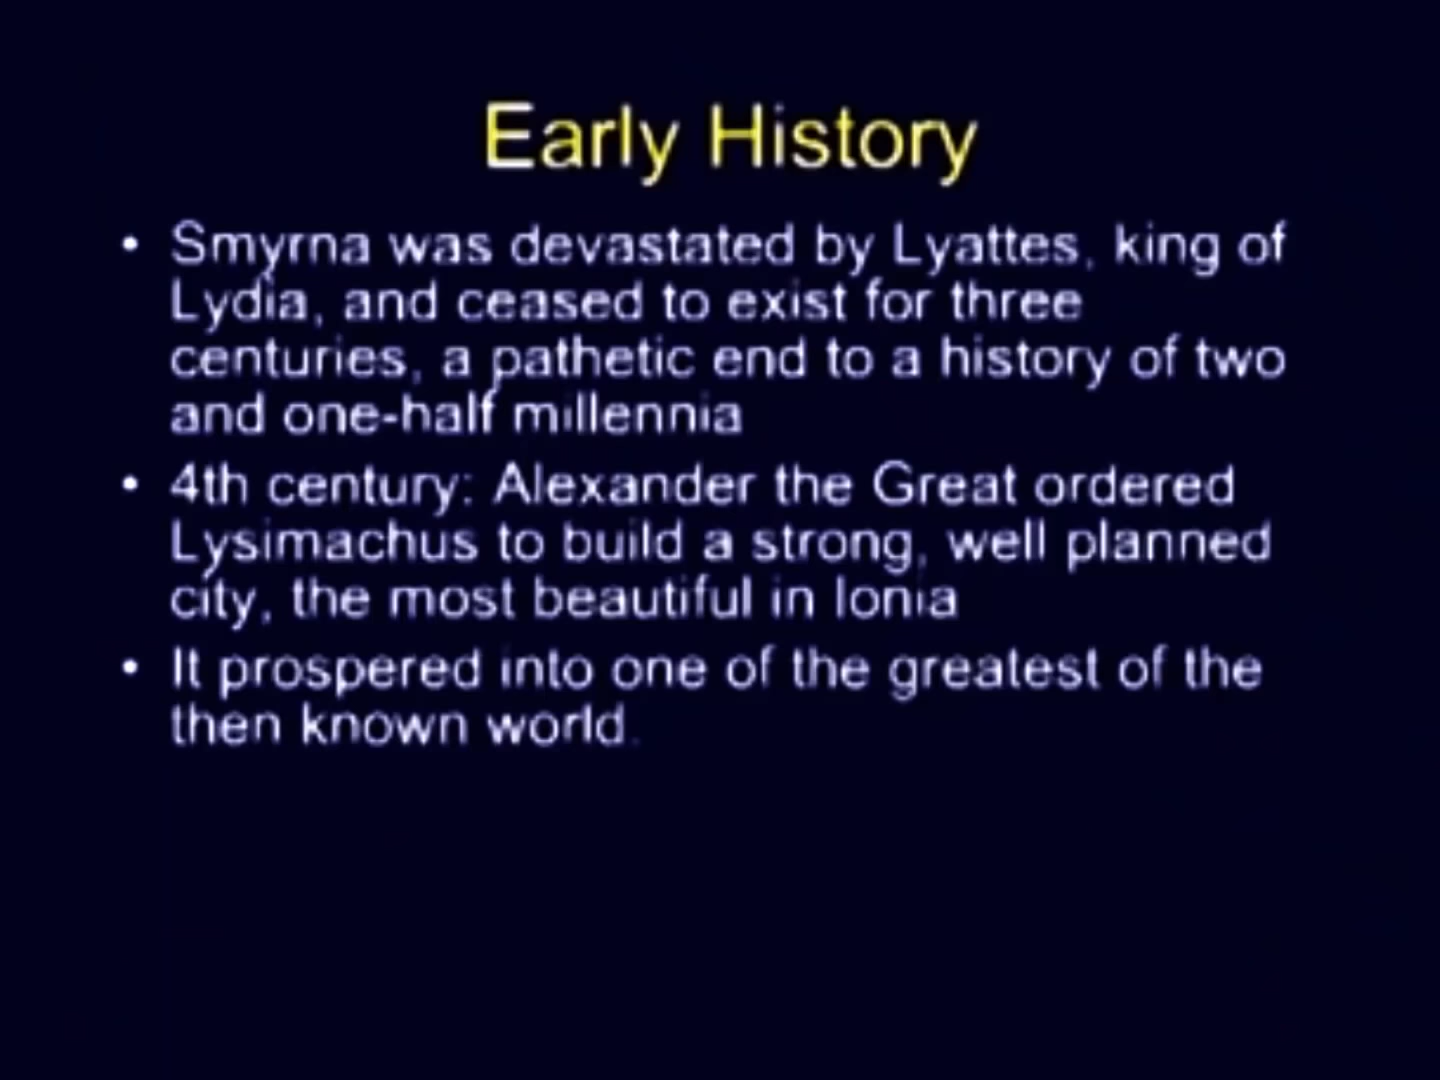 Early History
• Smyrna was devastated by Lyattes, king of
Lydia, and ceased to exist for three
centuries, a pathetic end to a history of two
and one-half millennia
• 4th century: Alexander the Great ordered
Lysimachus to build a strong, well planned
city, the most beautiful in Ionia
• It prospered into one of the greatest of the
then known world.